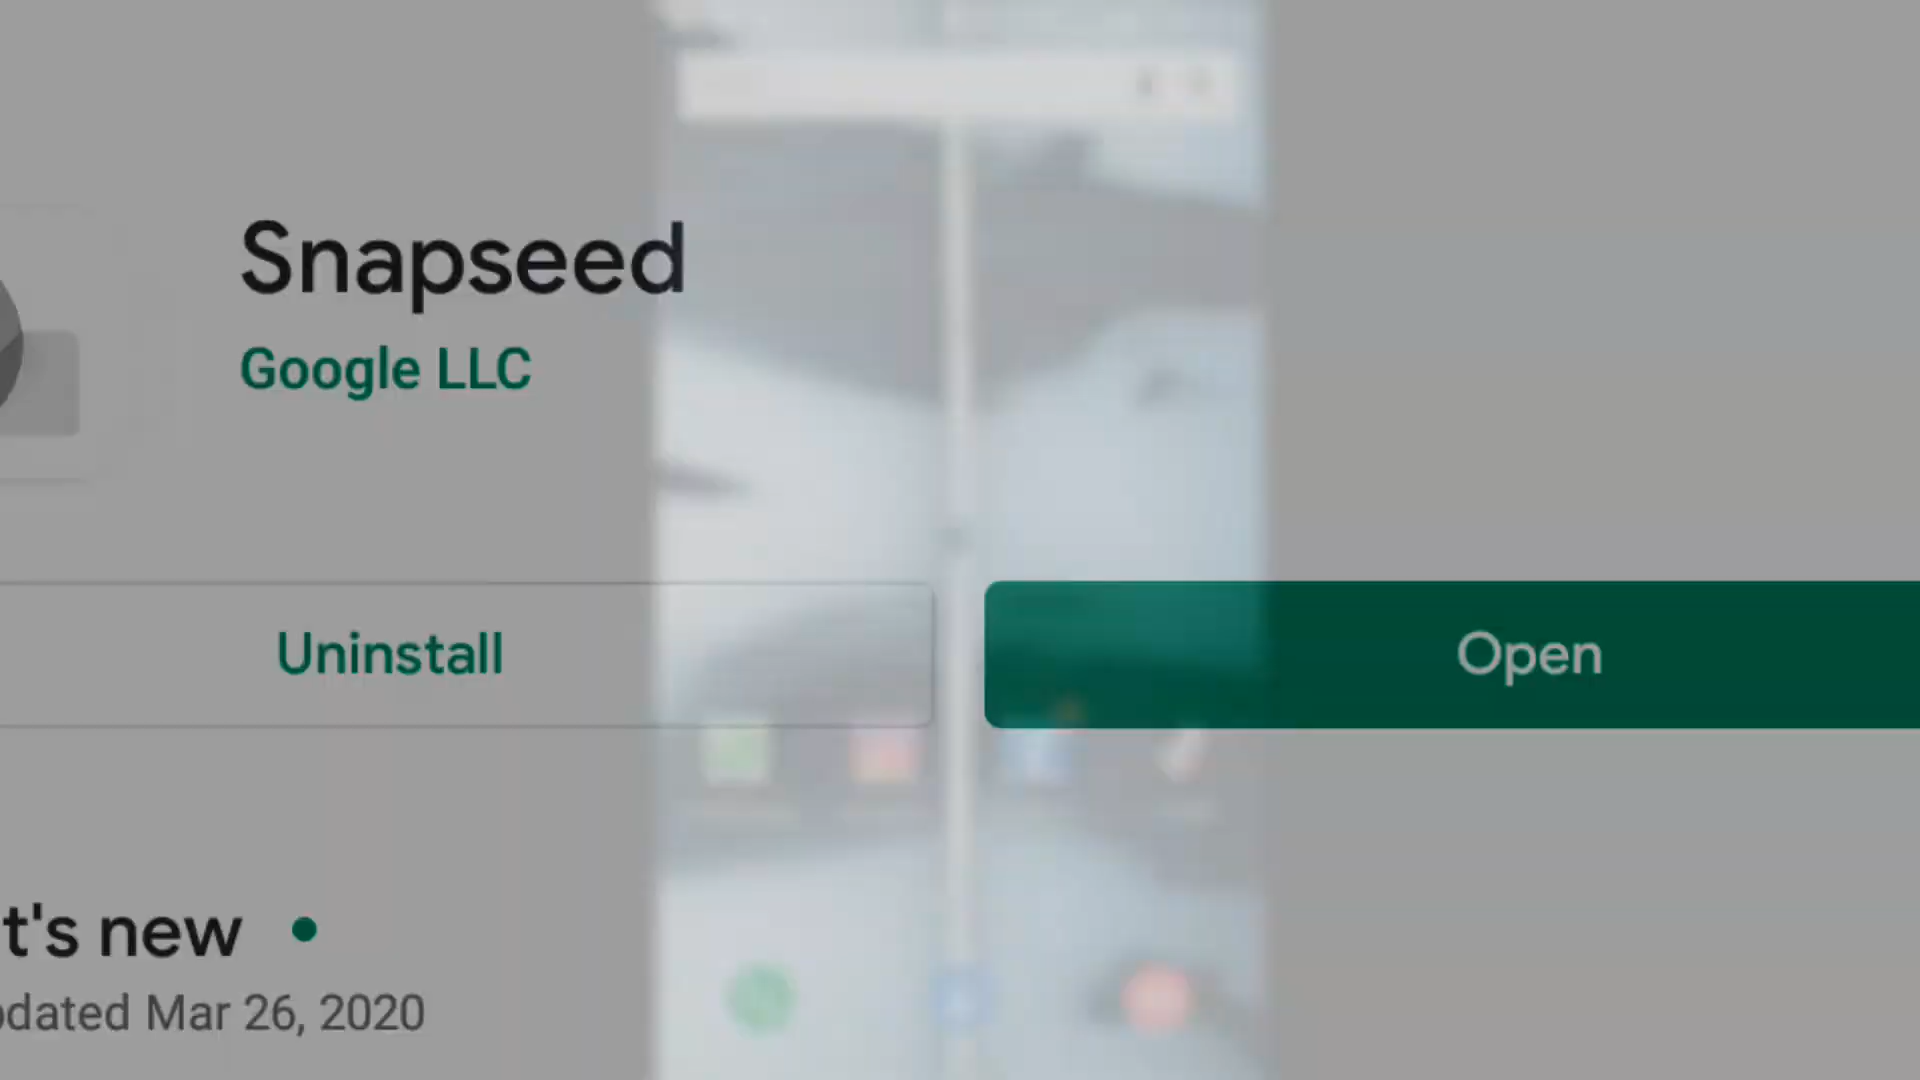 Snapseed
Google LLC
Uninstall
Open
t's new
dated Mar 26, 2020